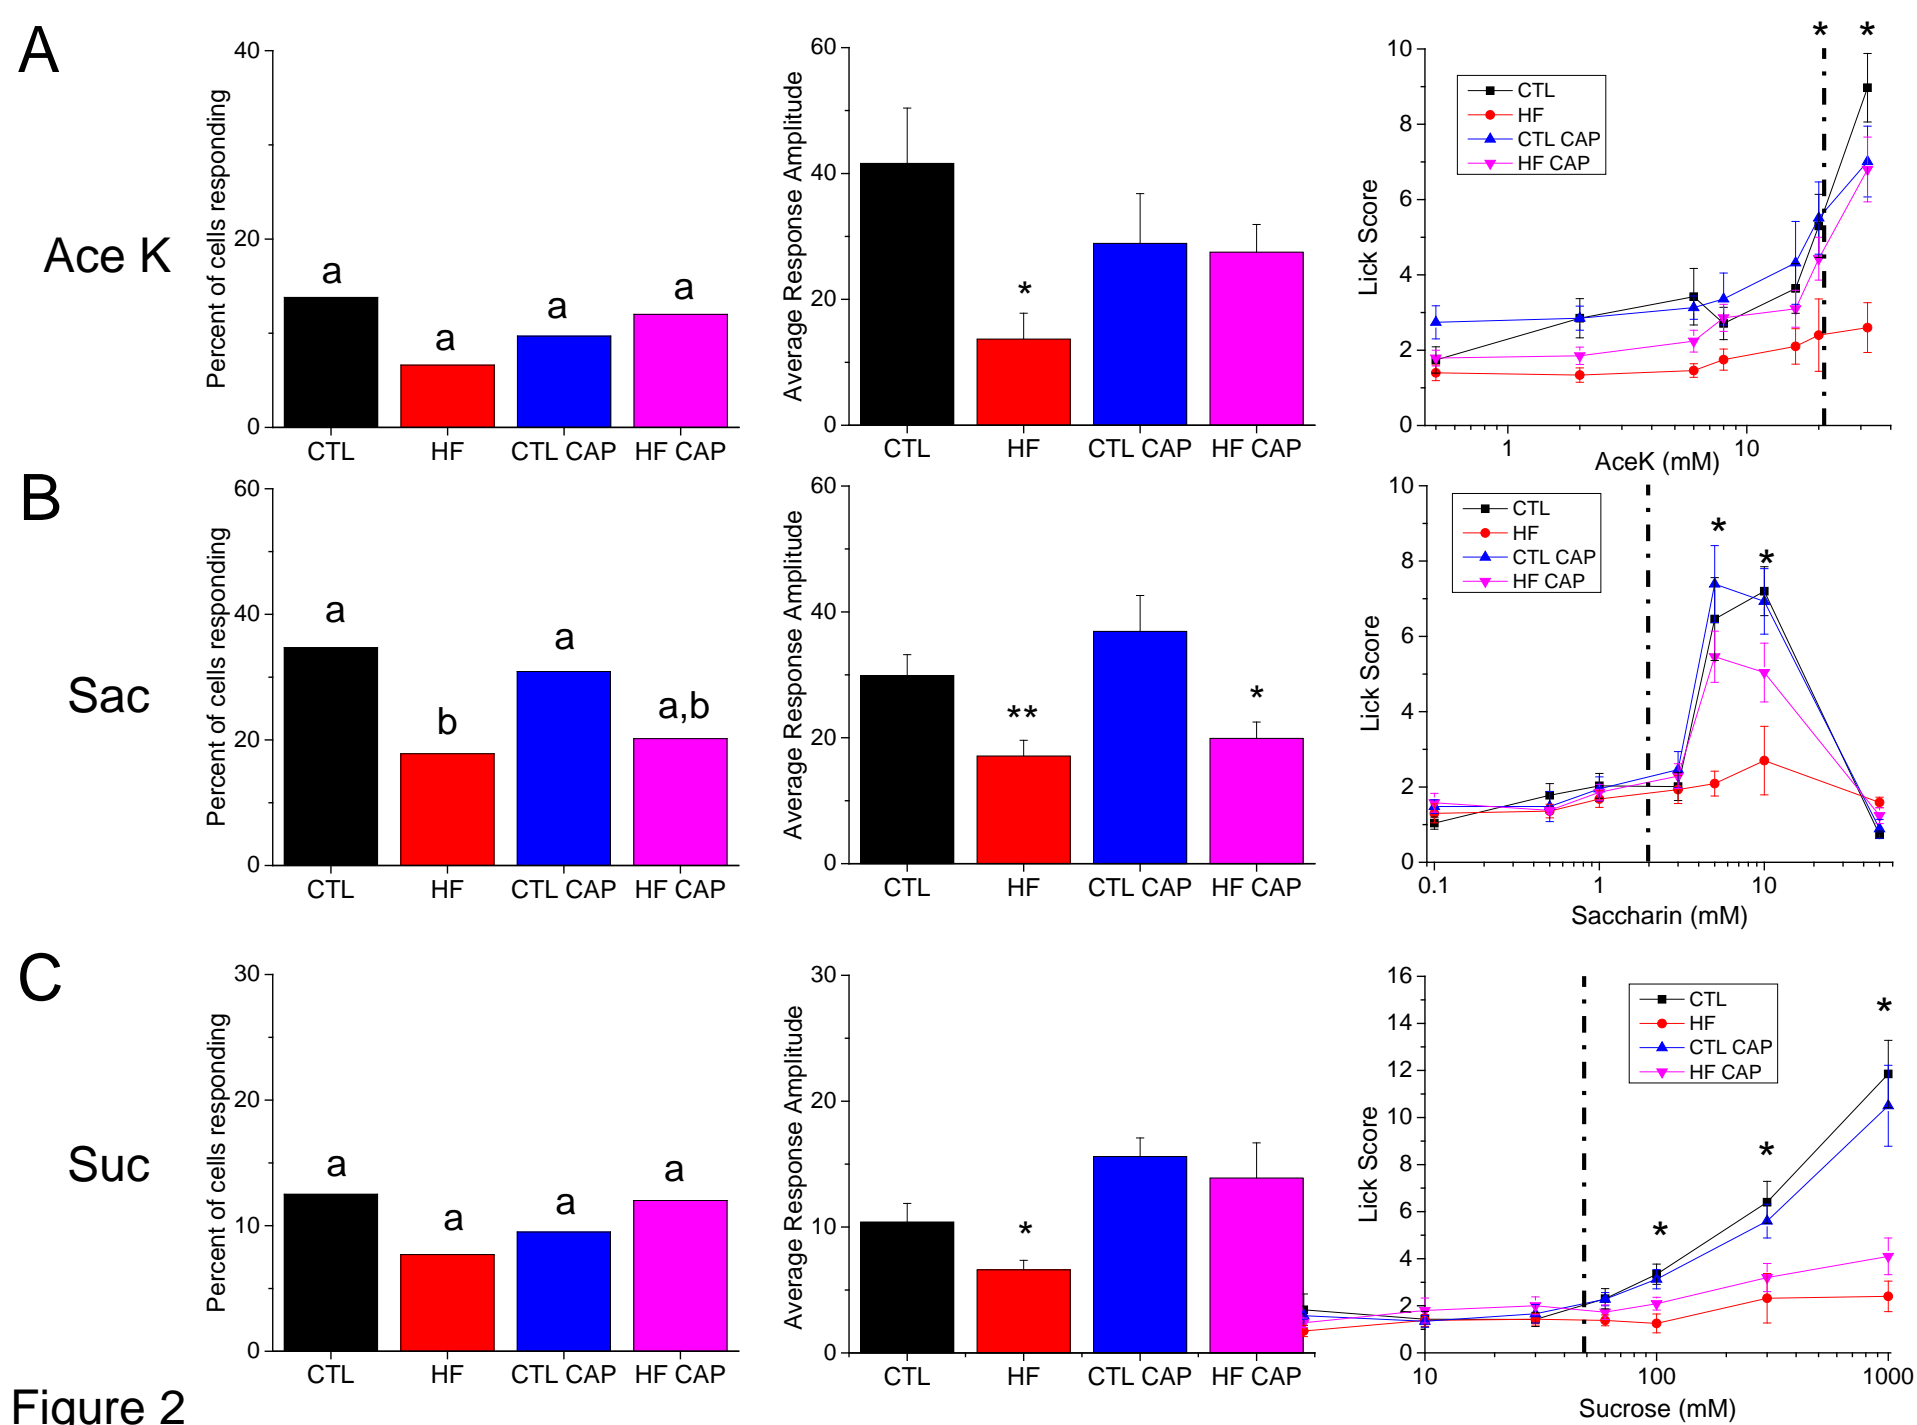 A
Ace K
Percent of cells responding
40
20
0
a
a
a
a
CTL
HF
CTL CAP
HF CAP
Average Response Amplitude
60
40
20
0
*
CTL
HF
CTL CAP
HF CAP
Lick Score
10
8
6
4
2
0
CTL
HF
CTL CAP
HF CAP
* *
1
10
AceK (mM)
B
Sac
Percent of cells responding
60
40
20
0
a
b
a
a,b
CTL
HF
CTL CAP
HF CAP
Average Response Amplitude
60
40
20
0
**
*
CTL
HF
CTL CAP
HF CAP
Lick Score
10
8
6
4
2
0
CTL
HF
CTL CAP
HF CAP
*
*
0.1
1
10
Saccharin (mM)
C
Suc
Percent of cells responding
30
20
10
0
a
a
a
a
CTL
HF
CTL CAP
HF CAP
Average Response Amplitude
30
20
10
0
*
CTL
HF
CTL CAP
HF CAP
Lick Score
16
14
12
10
8
6
4
2
0
CTL
HF
CTL CAP
HF CAP
*
*
*
10
100
1000
Sucrose (mM)
Figure 2